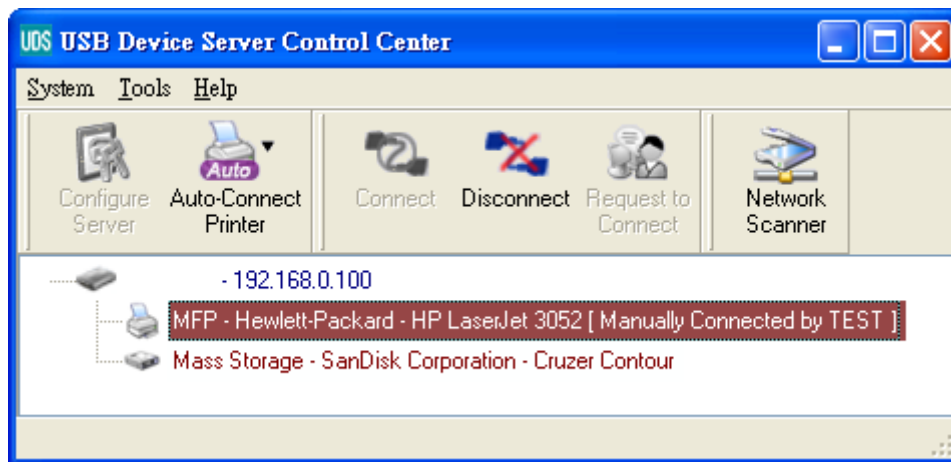 UDS USB Device Server Control Center
System Tools Help
Auto
Configure Server
Auto-Connect Printer
Connect
Disconnect
Request to Connect
Network Scanner
- 192.168.0.100
MFP - Hewlett-Packard - HP LaserJet 3052 [ Manually Connected by TEST ]
Mass Storage - SanDisk Corporation - Cruzer Contour